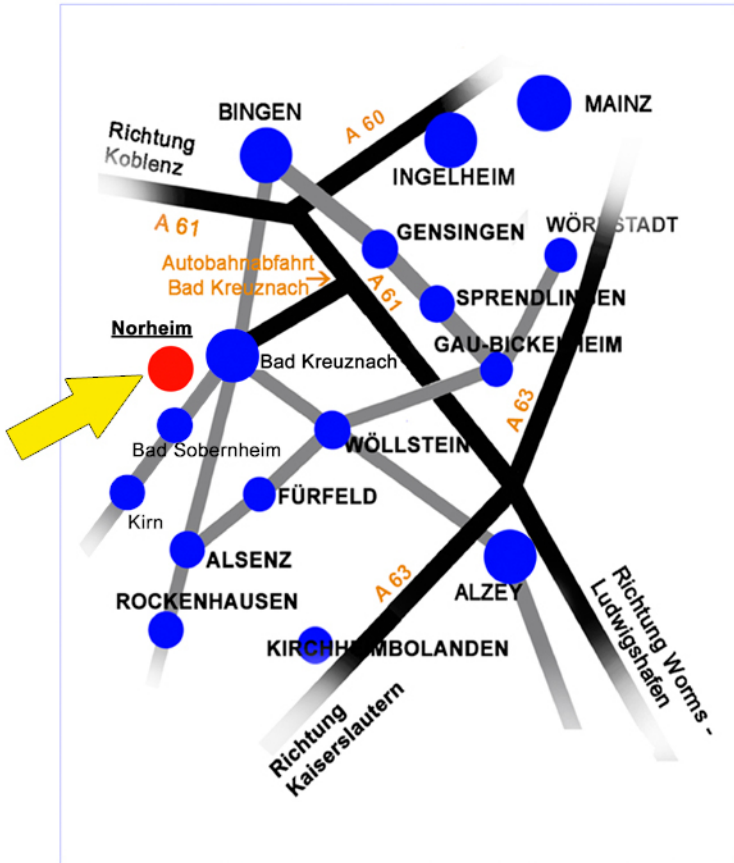 MAINZ
BINGEN
A 60
Richtung
Koblenz
INGELHEIM
A 61
GENSINGEN
WÖRRSTADT
Autobahnabfahrt
Bad Kreuznach
A 61
SPRENDLINGEN
Norheim
GAU-BICKELHEIM
Bad Kreuznach
A 63
WÖLLSTEIN
Bad Sobernheim
FÜRFELD
Kirn
ALSENZ
A 63
ALZEY
ROCKENHAUSEN
KIRCHHEIMBOLANDEN
Richtung Worms -
Ludwigshafen
Richtung
Kaiserslautern